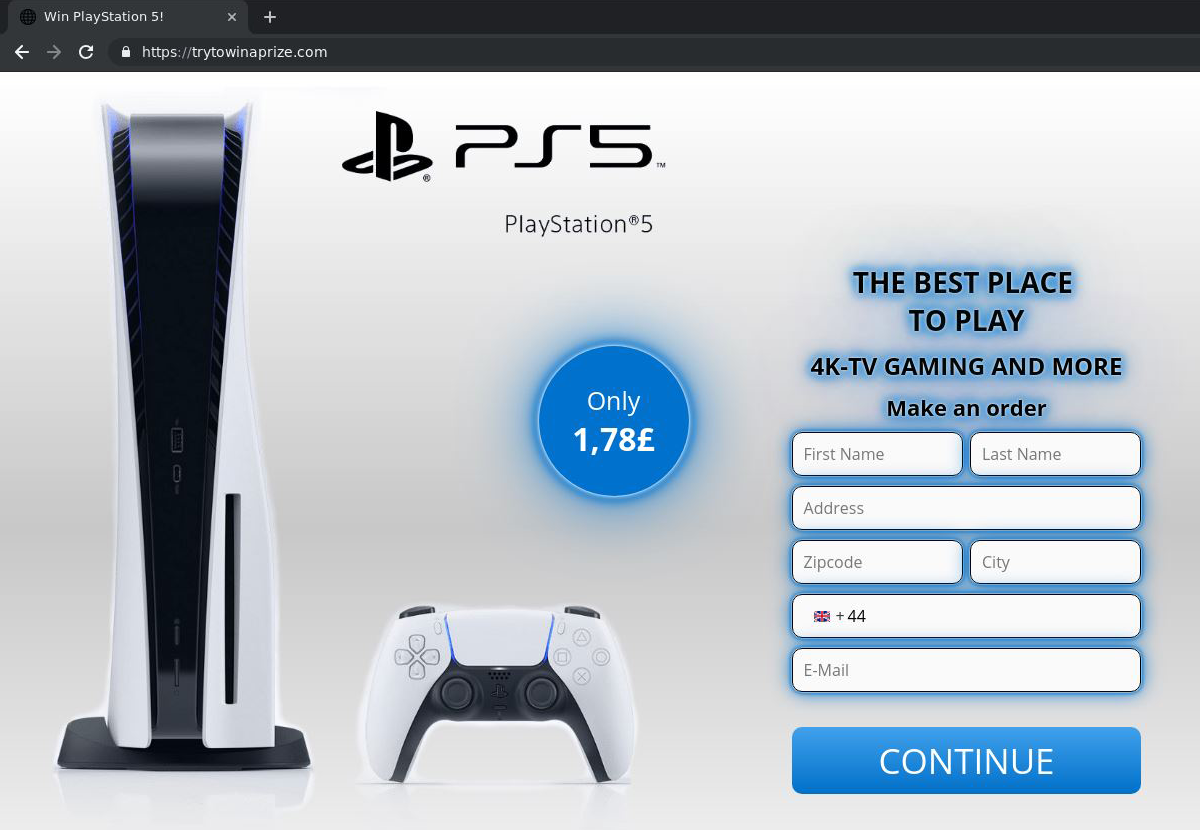 Win PlayStation 5!
https://trytowinaprize.com
PS5™
PlayStation®5
THE BEST PLACE
TO PLAY
4K-TV GAMING AND MORE
Make an order
Only
1,78£
First Name
Last Name
Address
Zipcode
City
+ 44
E-Mail
CONTINUE